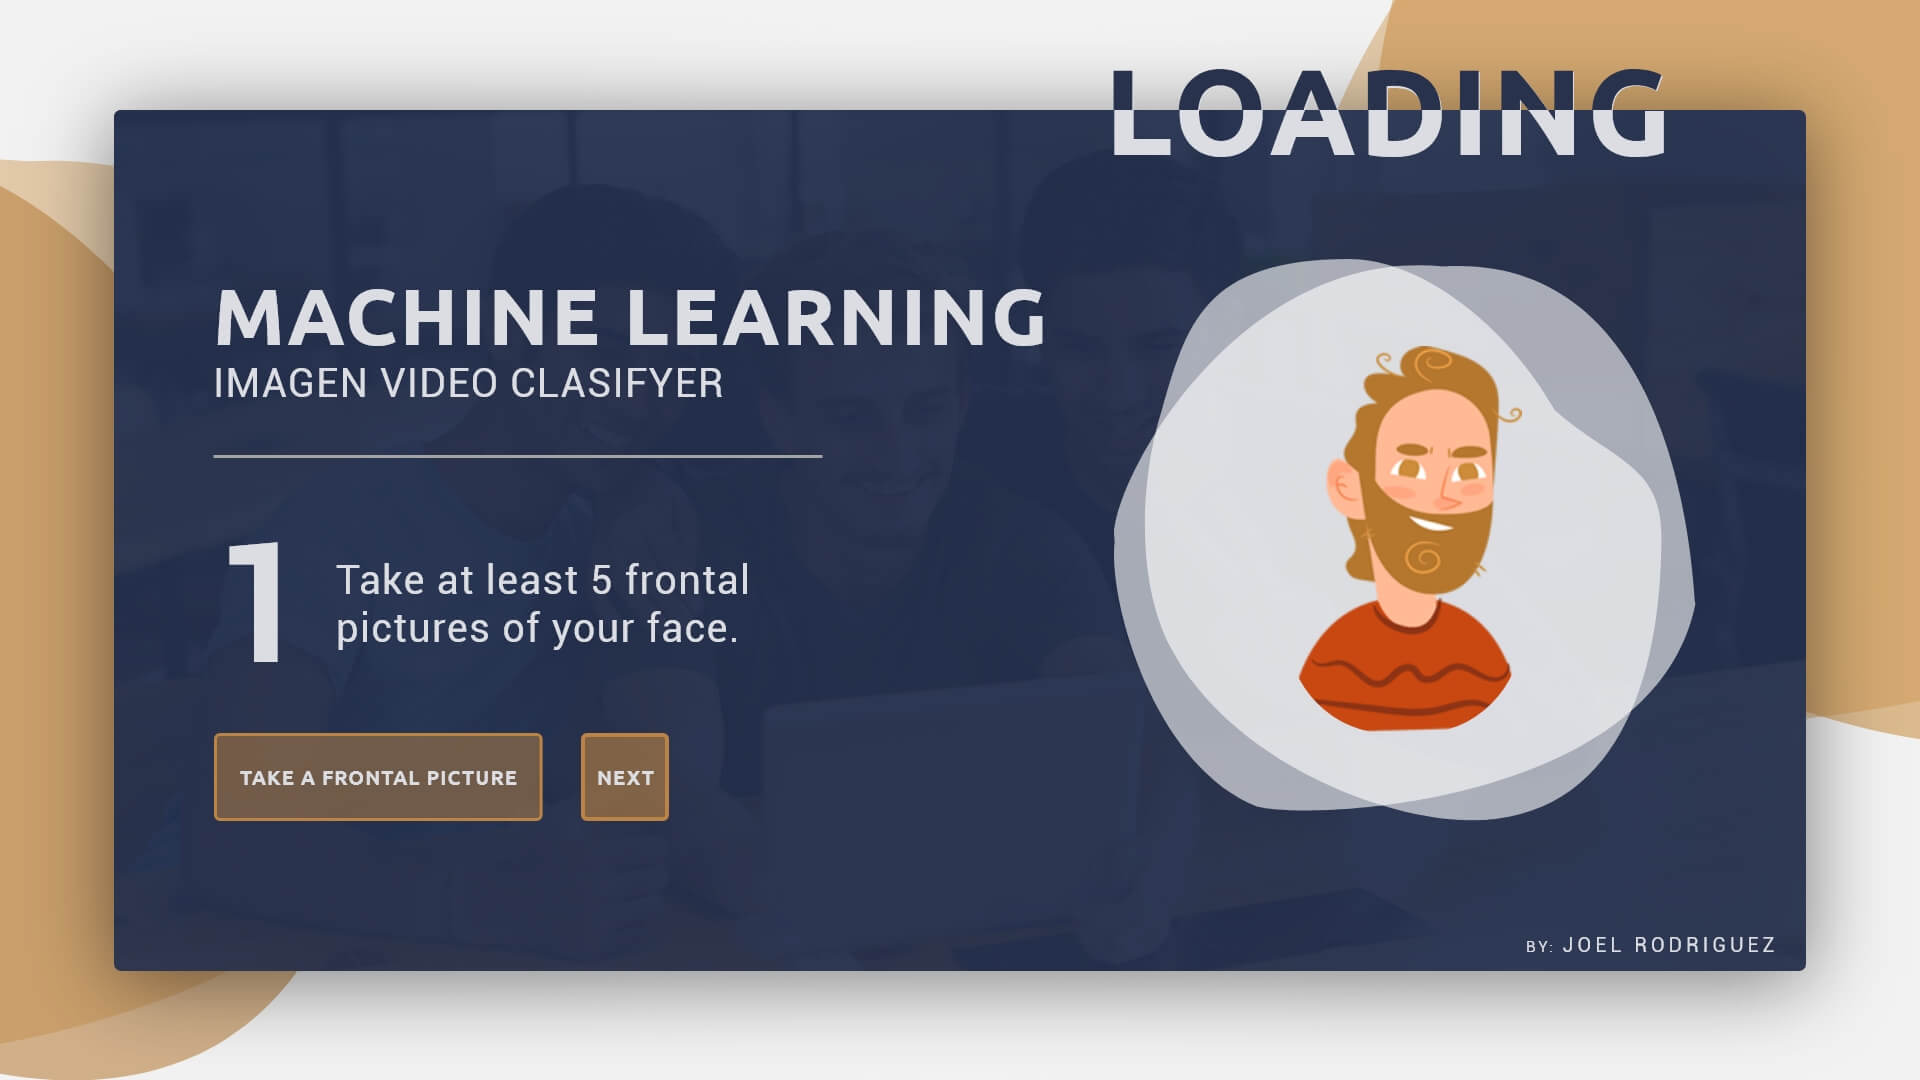 LOADING
MACHINE LEARNING
IMAGEN VIDEO CLASIFYER
1
Take at least 5 frontal
pictures of your face.
TAKE A FRONTAL PICTURE
NEXT
BY: JOEL RODRIGUEZ